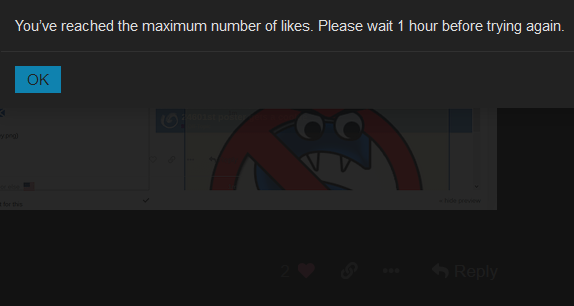 You've reached the maximum number of likes. Please wait 1 hour before trying again.
OK
2
Reply